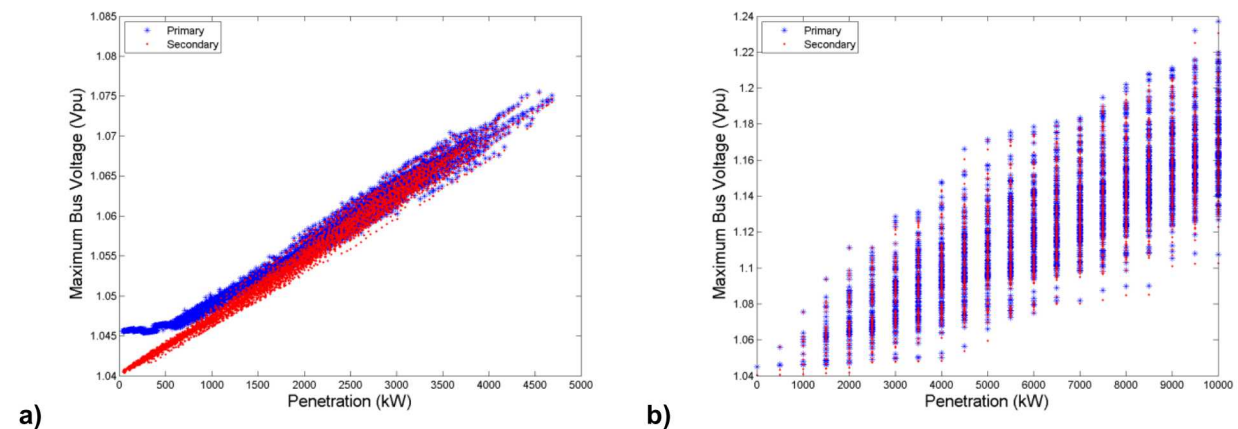 1.085
1.08
1.075
1.07
1.065
1.06
1.055
1.05
1.045
1.04
Maximum Bus Voltage (Vpu)
Primary
Secondary
0 500 1000 1500 2000 2500 3000 3500 4000 4500 5000
Penetration (kW)
a)
1.24
1.22
1.2
1.18
1.16
1.14
1.12
1.1
1.08
1.06
1.04
Maximum Bus Voltage (Vpu)
Primary
Secondary
0 1000 2000 3000 4000 5000 6000 7000 8000 9000 10000
Penetration (kW)
b)